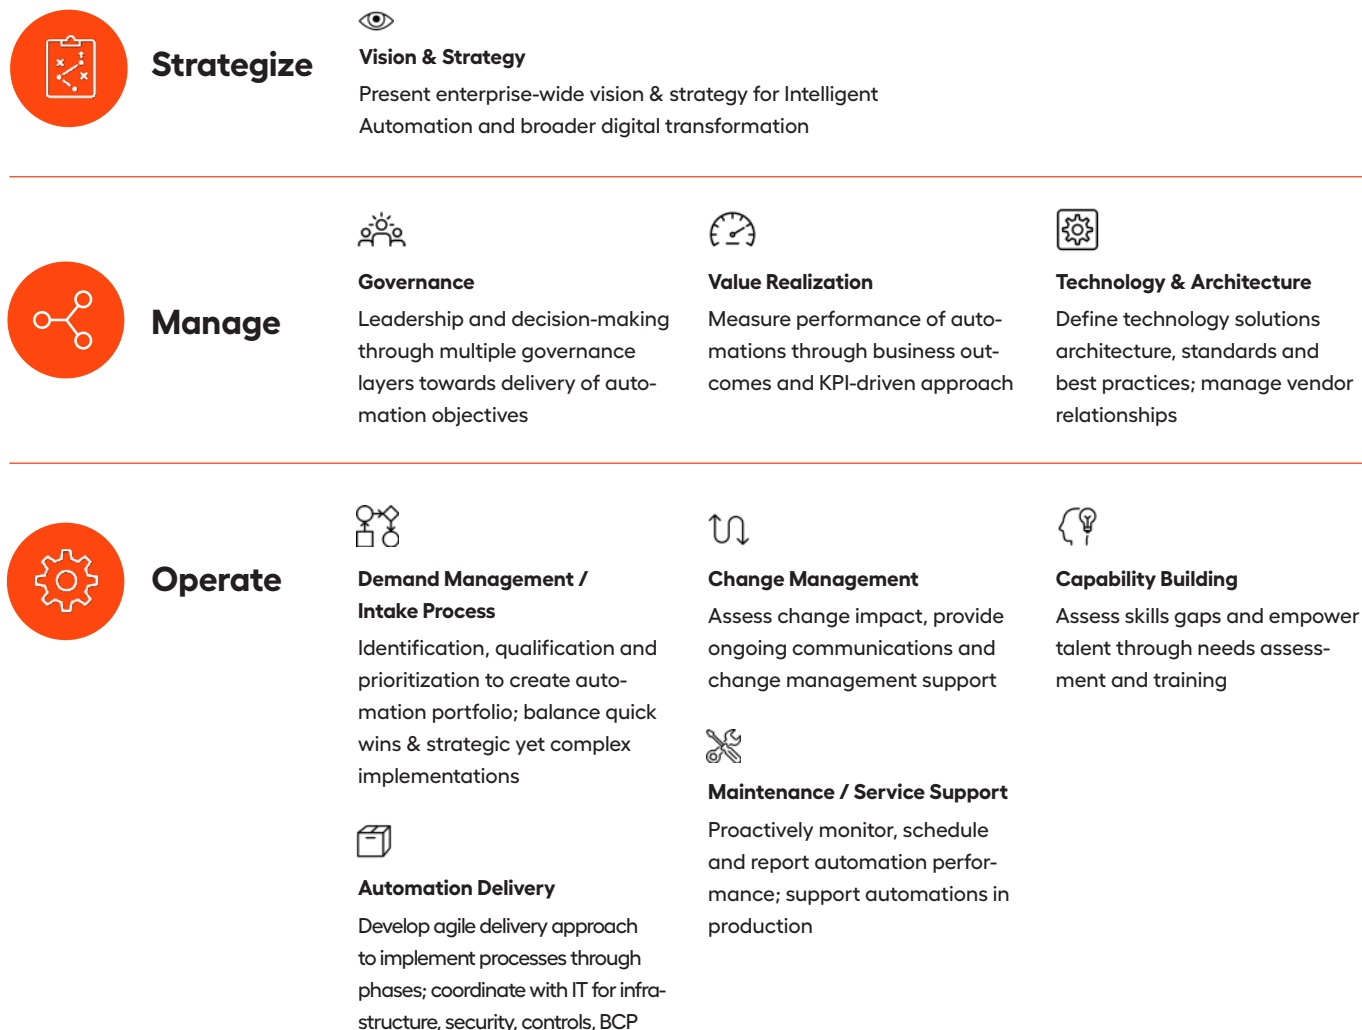 Strategize
Vision & Strategy
Present enterprise-wide vision & strategy for Intelligent
Automation and broader digital transformation
Manage
Governance
Leadership and decision-making
through multiple governance
layers towards delivery of auto-
mation objectives
Value Realization
Measure performance of auto-
mations through business out-
comes and KPI-driven approach
Technology & Architecture
Define technology solutions
architecture, standards and
best practices; manage vendor
relationships
Operate
Demand Management /
Intake Process
Identification, qualification and
prioritization to create auto-
mation portfolio; balance quick
wins & strategic yet complex
implementations
Automation Delivery
Develop agile delivery approach
to implement processes through
phases; coordinate with IT for infra-
structure, security, controls, BCP
Change Management
Assess change impact, provide
ongoing communications and
change management support
Maintenance / Service Support
Proactively monitor, schedule
and report automation perfor-
mance; support automations in
production
Capability Building
Assess skills gaps and empower
talent through needs assess-
ment and training